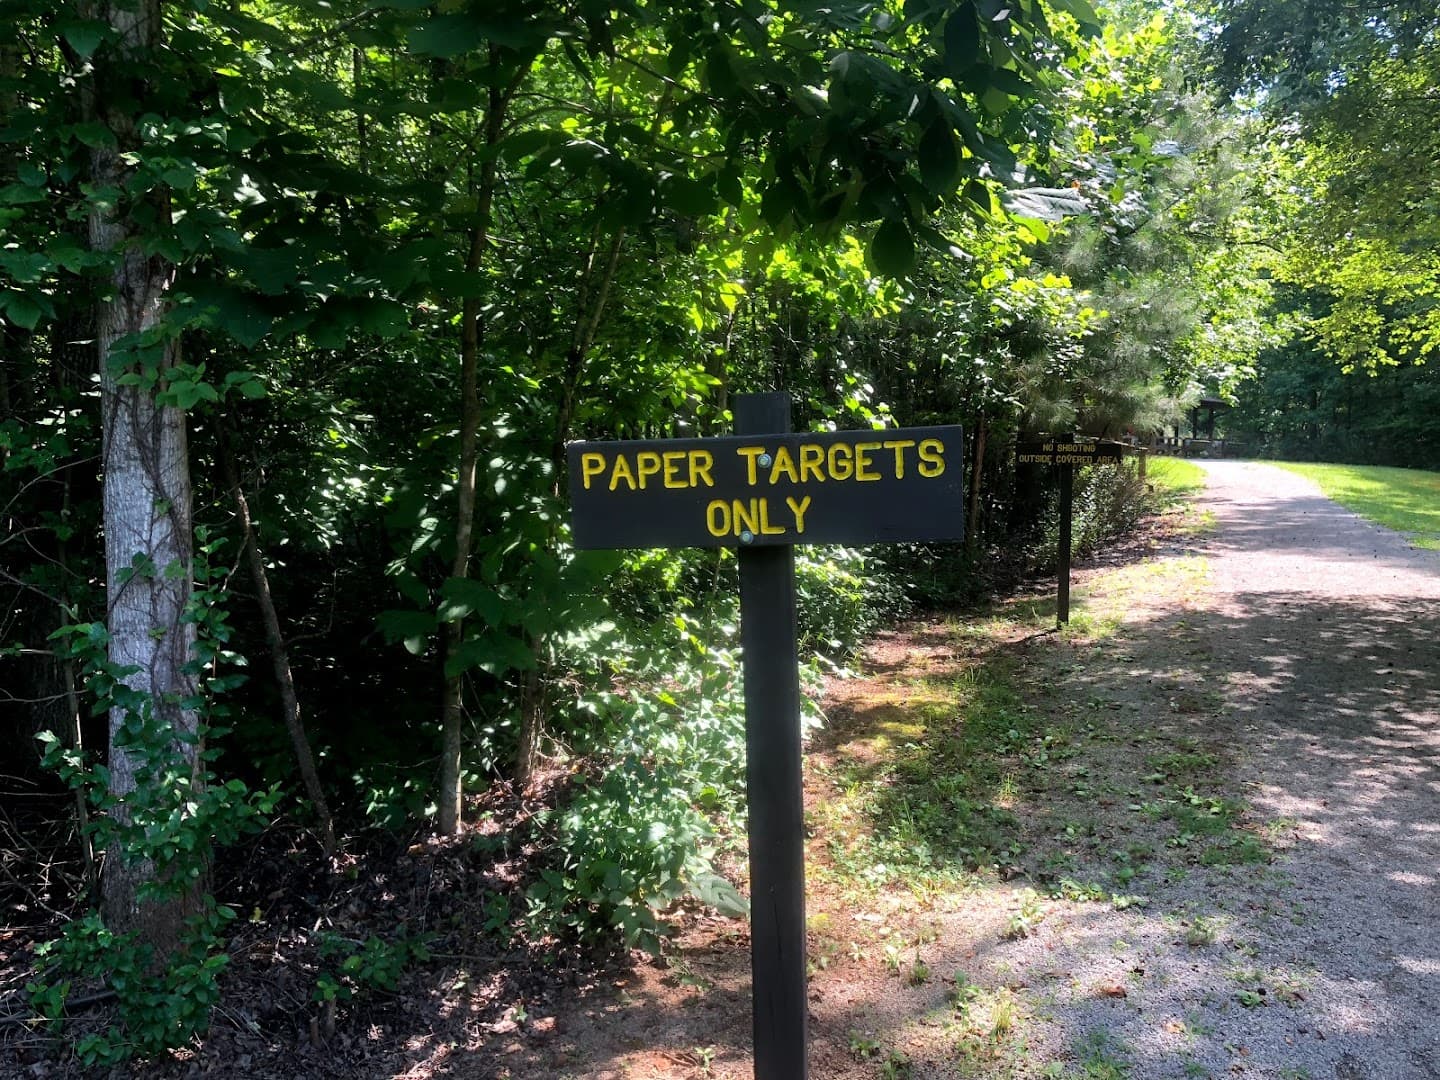 PAPER TARGETS
ONLY
NO SHOOTING
OUTSIDE COVERED AREA